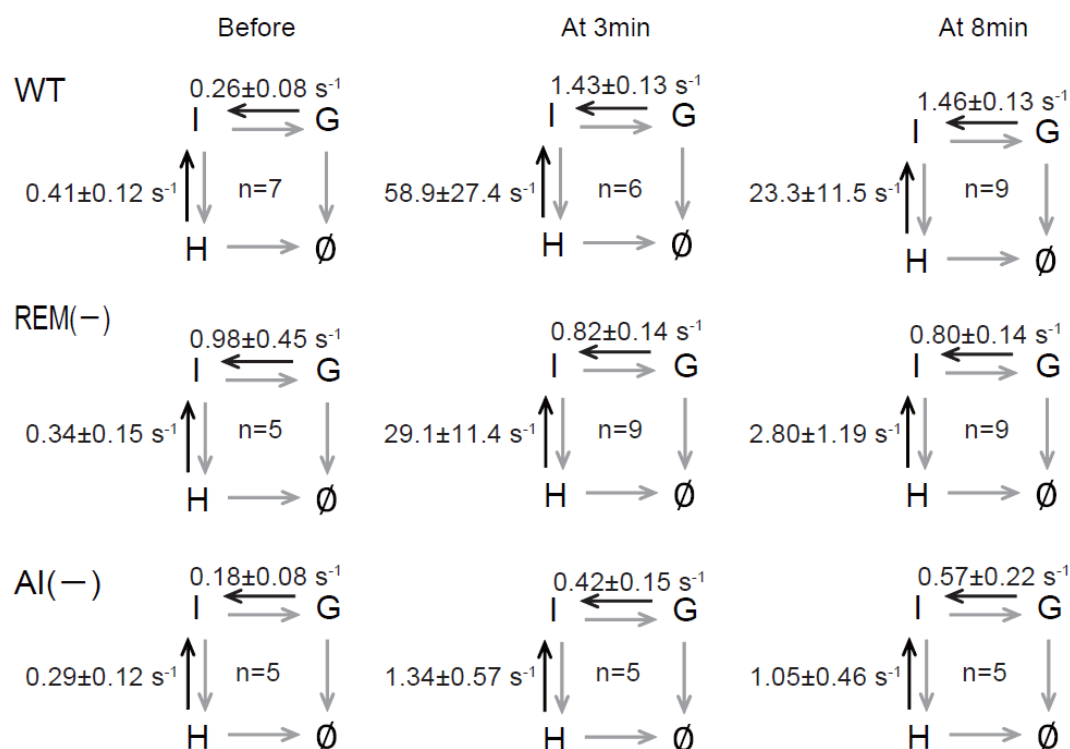 Before At 3min At 8min
WT
0.26±0.08 s-1 1.43±0.13 s-1 1.46±0.13 s-1
I G I G I G
0.41±0.12 s-1 n=7 58.9±27.4 s-1 n=6 23.3±11.5 s-1 n=9
H Ø H Ø H Ø
REM(−)
0.98±0.45 s-1 0.82±0.14 s-1 0.80±0.14 s-1
I G I G I G
0.34±0.15 s-1 n=5 29.1±11.4 s-1 n=9 2.80±1.19 s-1 n=9
H Ø H Ø H Ø
AI(−)
0.18±0.08 s-1 0.42±0.15 s-1 0.57±0.22 s-1
I G I G I G
0.29±0.12 s-1 n=5 1.34±0.57 s-1 n=5 1.05±0.46 s-1 n=5
H Ø H Ø H Ø